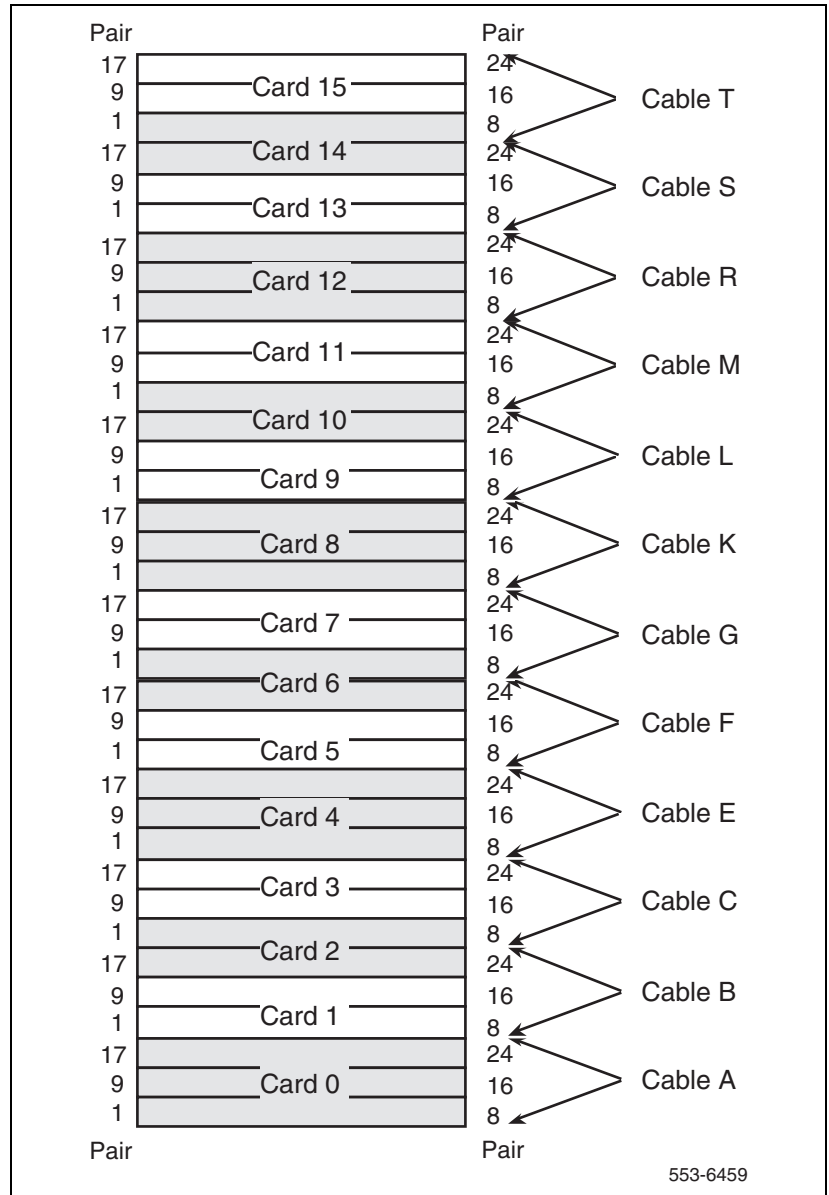 Pair Pair
17 24
9 Card 15 16 Cable T
1 8
17 Card 14 24
9 16 Cable S
1 Card 13 8
17 24
9 Card 12 16 Cable R
1 8
17 24
9 Card 11 16 Cable M
1 8
17 Card 10 24
9 16 Cable L
1 Card 9 8
17 24
9 Card 8 16 Cable K
1 8
17 24
9 Card 7 16 Cable G
1 8
17 Card 6 24
9 16 Cable F
1 Card 5 8
17 24
9 Card 4 16 Cable E
1 8
17 24
9 Card 3 16 Cable C
1 8
17 Card 2 24
9 16 Cable B
1 Card 1 8
17 24
9 Card 0 16 Cable A
1 8
Pair Pair
553-6459